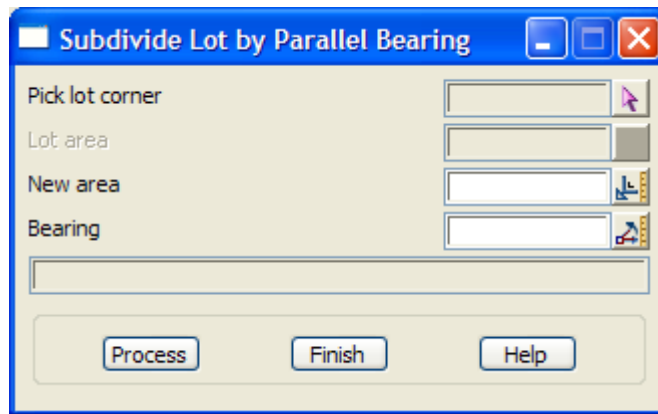 Subdivide Lot by Parallel Bearing
Pick lot corner
Lot area
New area
Bearing
Process Finish Help